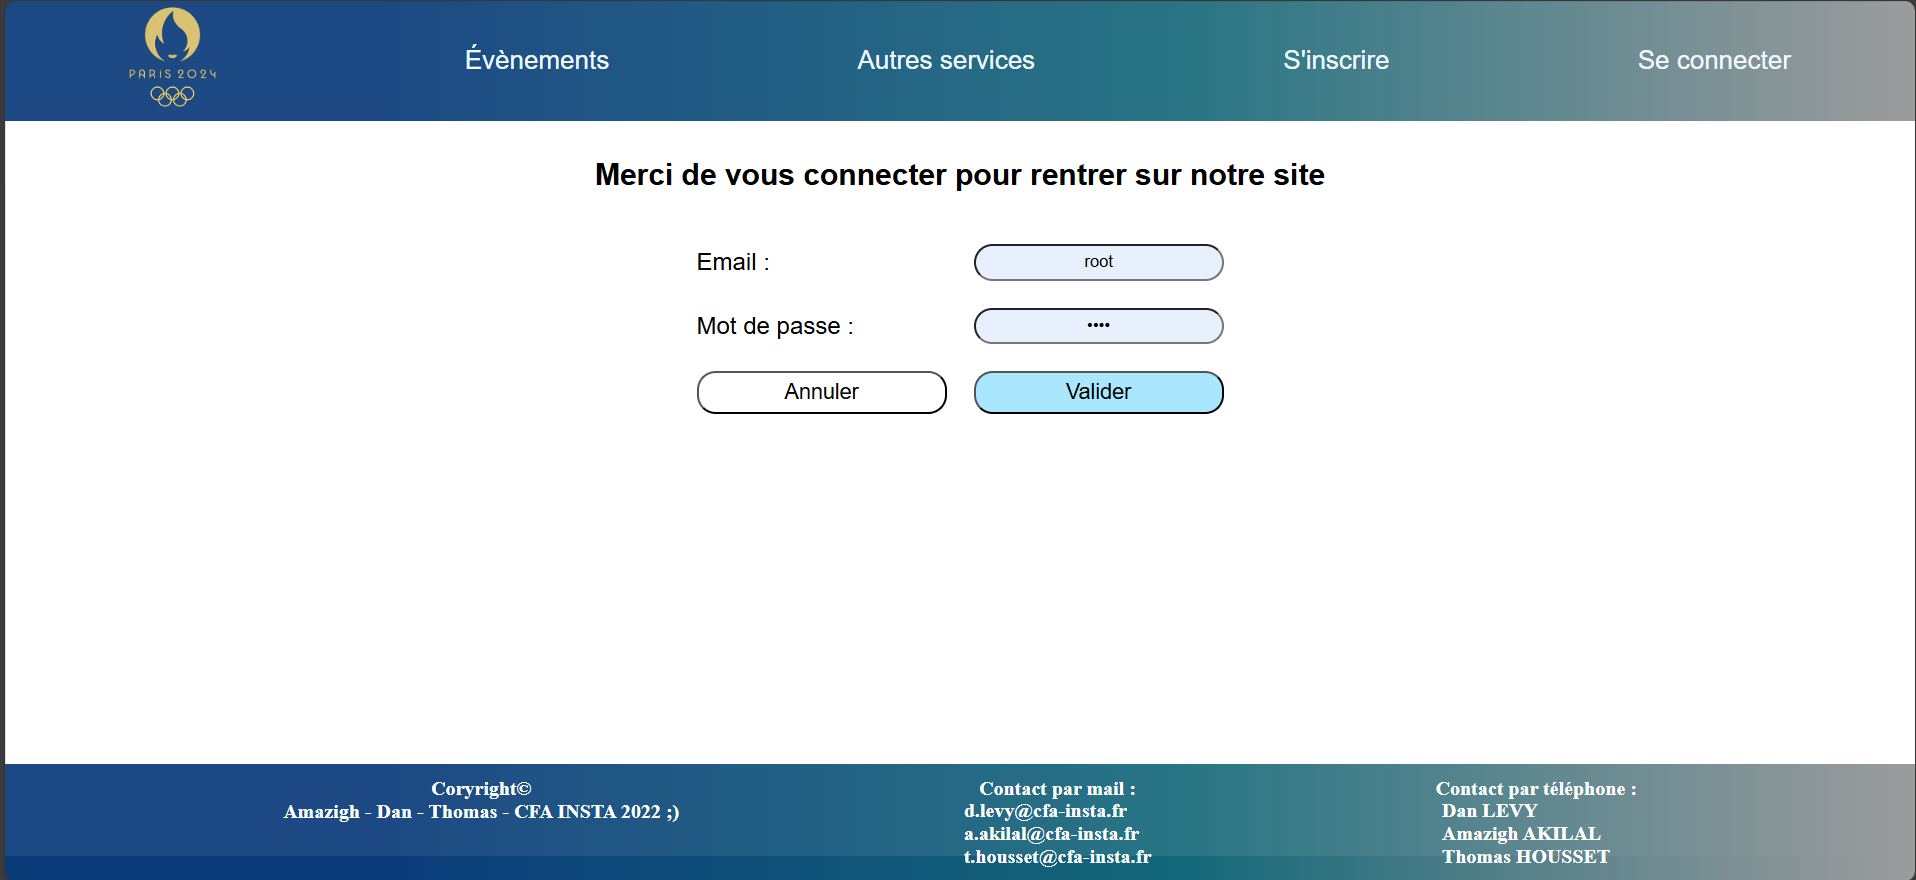 PARIS 2024
Évènements
Autres services
S'inscrire
Se connecter
Merci de vous connecter pour rentrer sur notre site
Email :
root
Mot de passe :
••••
Annuler
Valider
Coryright©
Amazigh - Dan - Thomas - CFA INSTA 2022 ;)
Contact par mail :
d.levy@cfa-insta.fr
a.akilal@cfa-insta.fr
t.housset@cfa-insta.fr
Contact par téléphone :
Dan LEVY
Amazigh AKILAL
Thomas HOUSSET